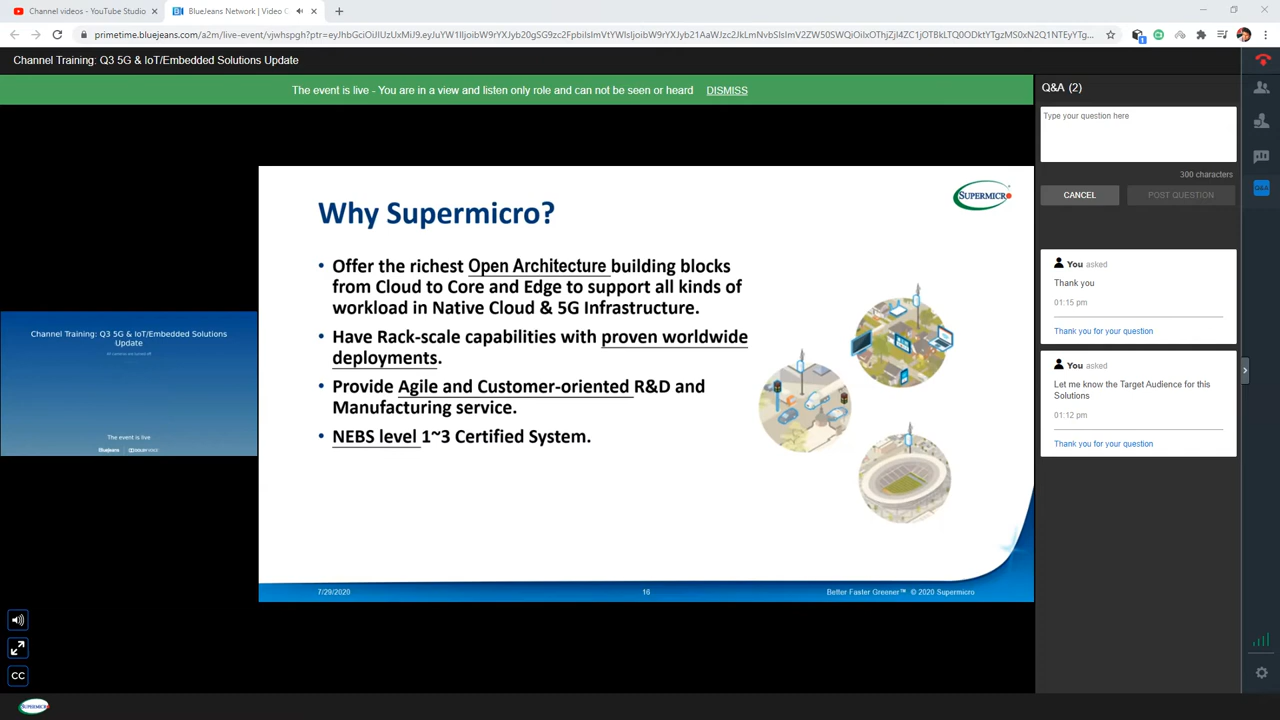 Channel videos - YouTube Studio
BlueJeans Network | Video C
primetime.bluejeans.com/a2m/live-event/vjwhspgh?ptr=
Channel Training: Q3 5G & IoT/Embedded Solutions Update
The event is live - You are in a view and listen only role and can not be seen or heard DISMISS
Q&A (2)
Type your question here
300 characters
CANCEL
POST QUESTION
You asked
Thank you
01:15 pm
Thank you for your question
You asked
Let me know the Target Audience for this
Solutions
01:12 pm
Thank you for your question
Q&A
Channel Training: Q3 5G & IoT/Embedded Solutions
Update
All cameras are turned off
The event is live
BlueJeans
SUPERMICRO
Why Supermicro?
• Offer the richest Open Architecture building blocks
from Cloud to Core and Edge to support all kinds of
workload in Native Cloud & 5G Infrastructure.
• Have Rack-scale capabilities with proven worldwide
deployments.
• Provide Agile and Customer-oriented R&D and
Manufacturing service.
• NEBS level 1~3 Certified System.
7/29/2020
16
Better Faster Greener™ © 2020 Supermicro
CC
SUPERMICRO